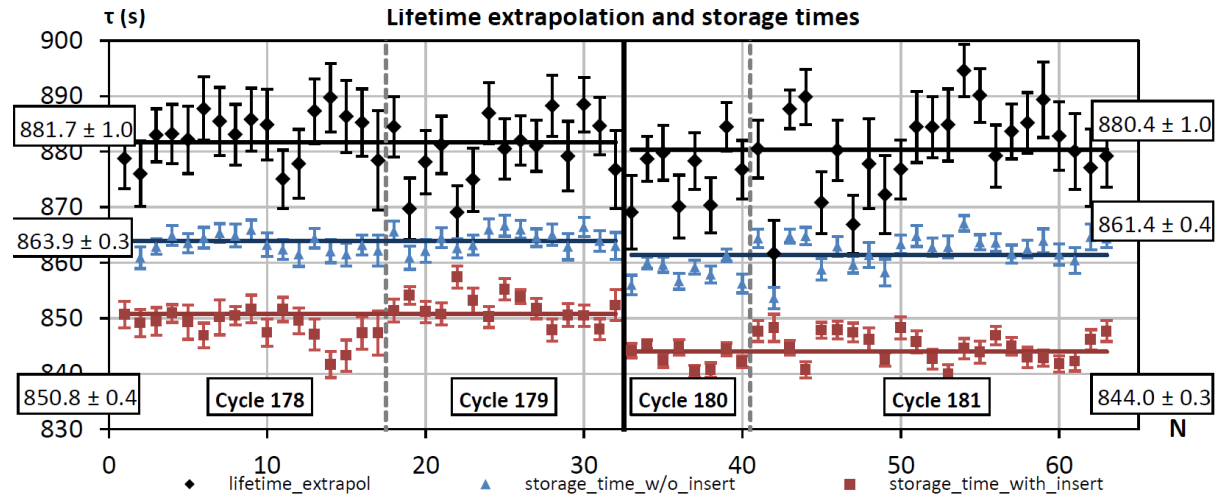 τ (s)
Lifetime extrapolation and storage times
900
890
881.7 ± 1.0
880.4 ± 1.0
880
870
863.9 ± 0.3
861.4 ± 0.4
860
850
840
850.8 ± 0.4
Cycle 178
Cycle 179
Cycle 180
Cycle 181
844.0 ± 0.3
830
N
0 10 20 30 40 50 60
lifetime_extrapol storage_time_w/o_insert storage_time_with_insert